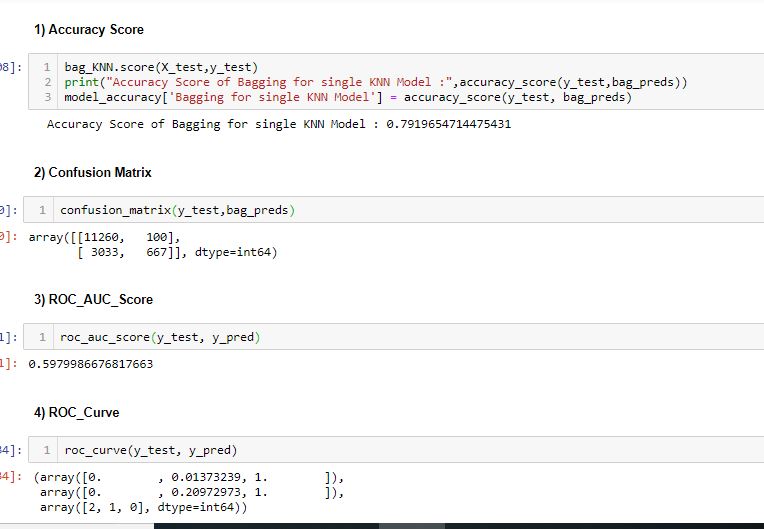 1) Accuracy Score
8]:
1 bag_KNN.score(X_test,y_test)
2 print("Accuracy Score of Bagging for single KNN Model :",accuracy_score(y_test,bag_preds))
3 model_accuracy['Bagging for single KNN Model'] = accuracy_score(y_test, bag_preds)
Accuracy Score of Bagging for single KNN Model : 0.7919654714475431
2) Confusion Matrix
]: 1 confusion_matrix(y_test,bag_preds)
]: array([[11260, 100],
[ 3033, 667]], dtype=int64)
3) ROC_AUC_Score
1]: 1 roc_auc_score(y_test, y_pred)
1]: 0.5979986676817663
4) ROC_Curve
4]: 1 roc_curve(y_test, y_pred)
4]: (array([0. , 0.01373239, 1. ]),
array([0. , 0.20972973, 1. ]),
array([2, 1, 0], dtype=int64))